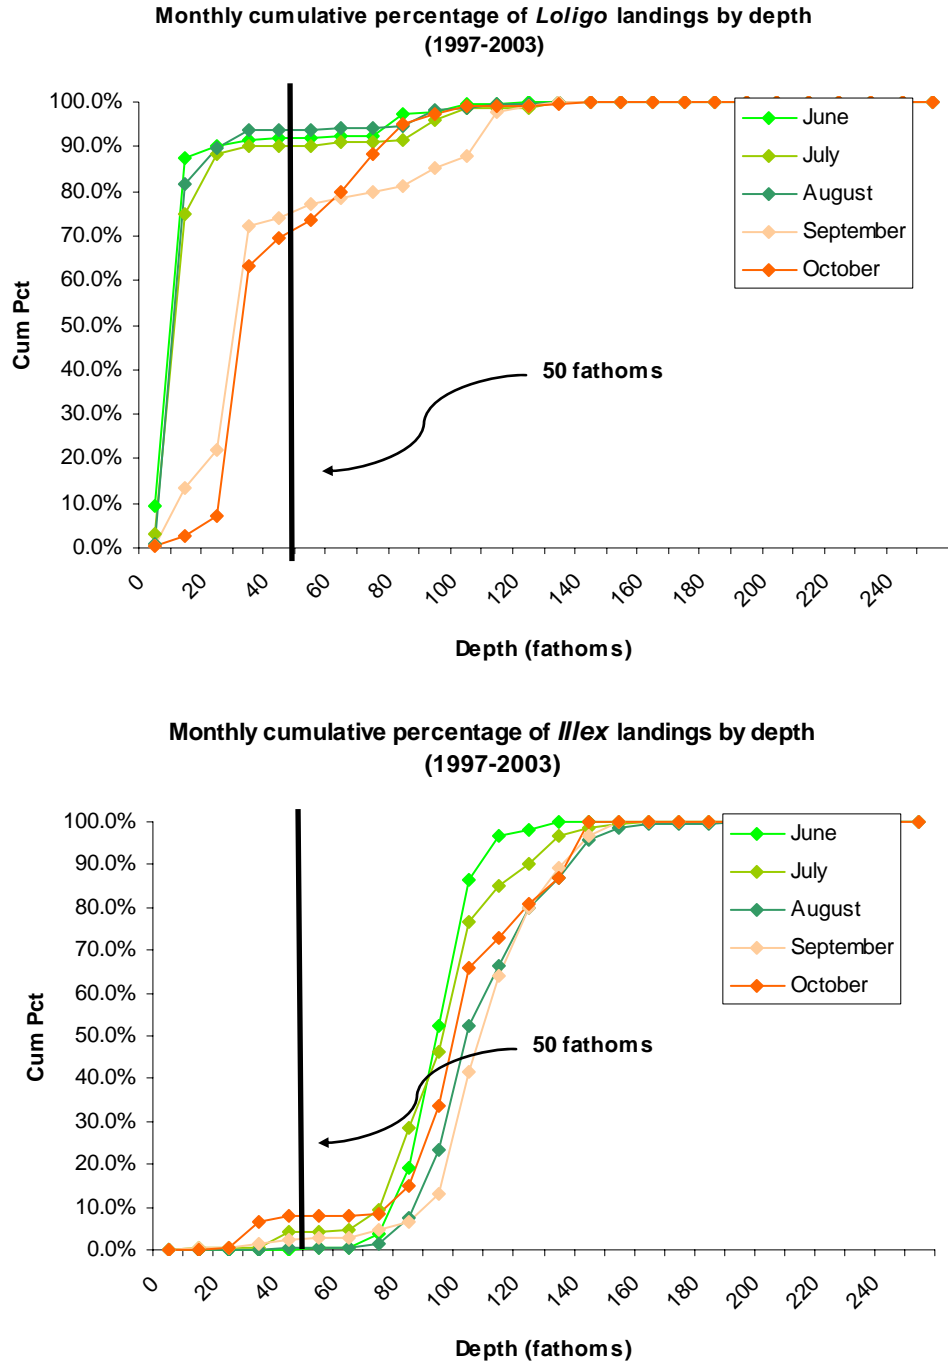 Monthly cumulative percentage of Loligo landings by depth
(1997-2003)
100.0%
90.0%
80.0%
70.0%
60.0%
50.0%
40.0%
30.0%
20.0%
10.0%
0.0%
Cum Pct
June
July
August
September
October
50 fathoms
0 20 40 60 80 100 120 140 160 180 200 220 240
Depth (fathoms)
Monthly cumulative percentage of Illex landings by depth
(1997-2003)
100.0%
90.0%
80.0%
70.0%
60.0%
50.0%
40.0%
30.0%
20.0%
10.0%
0.0%
Cum Pct
June
July
August
September
October
50 fathoms
0 20 40 60 80 100 120 140 160 180 200 220 240
Depth (fathoms)